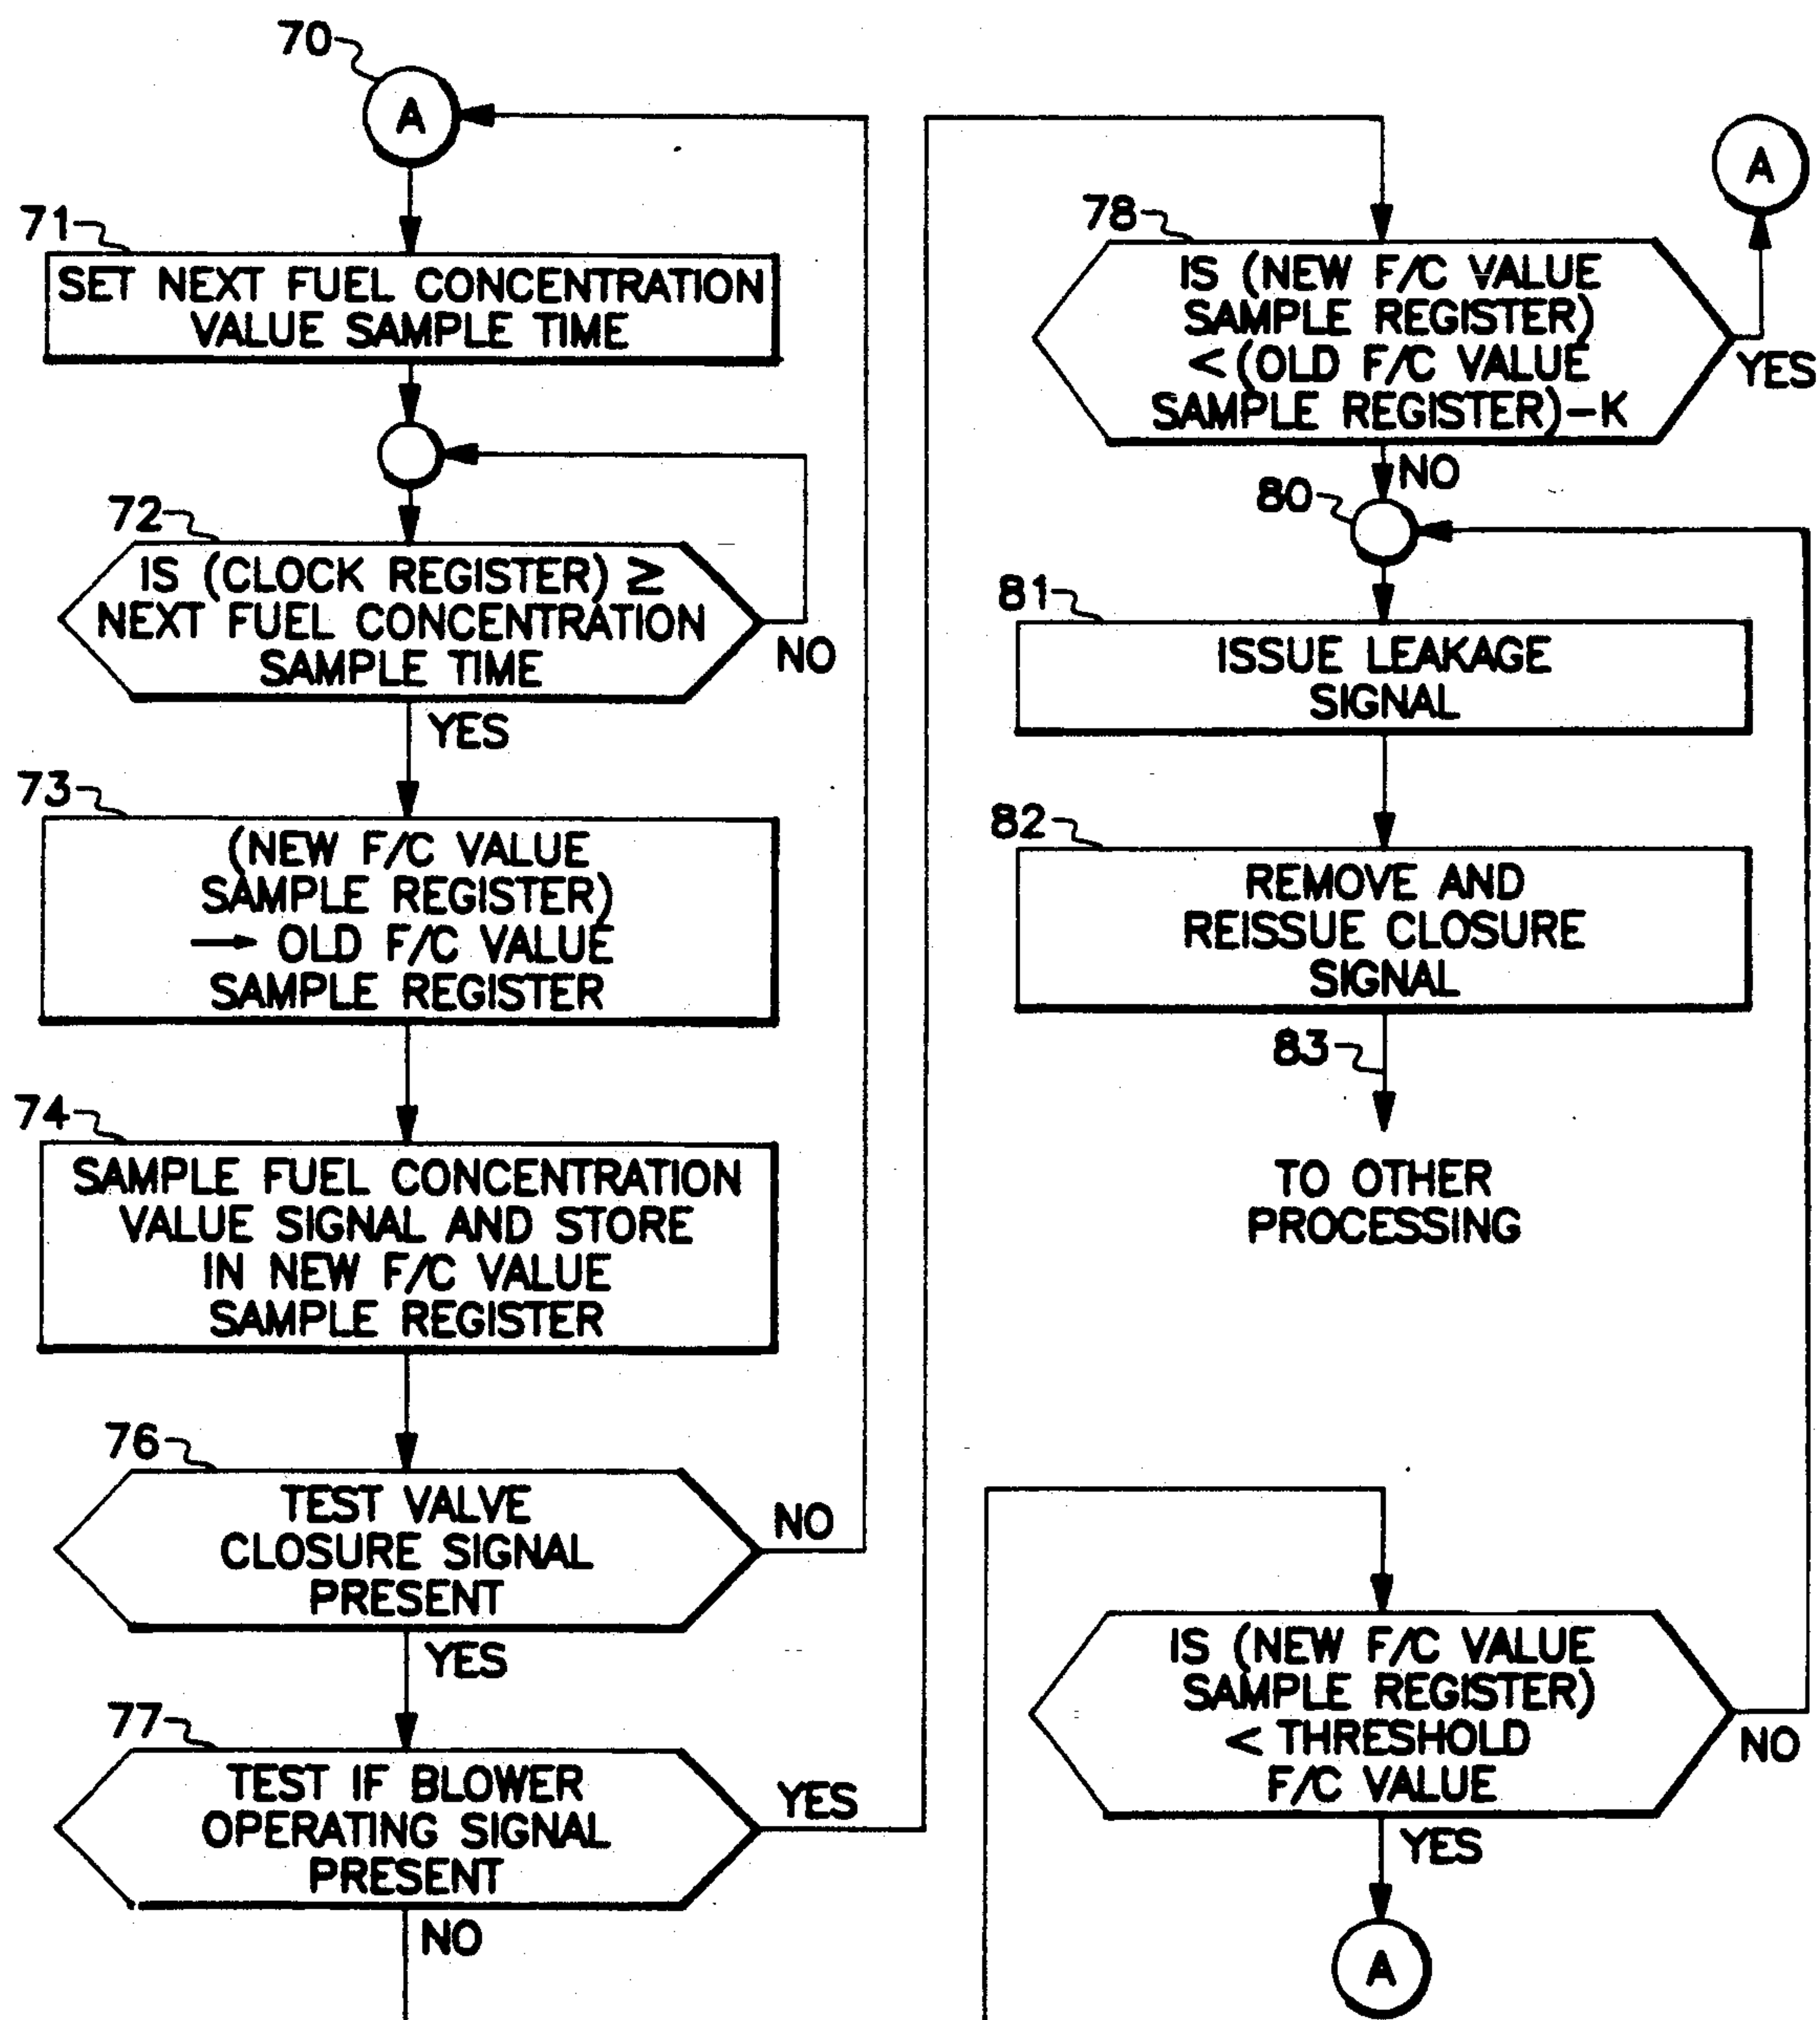 70
A
71
SET NEXT FUEL CONCENTRATION
VALUE SAMPLE TIME
72
IS (CLOCK REGISTER) ≥
NEXT FUEL CONCENTRATION
SAMPLE TIME
NO
YES
73
(NEW F/C VALUE
SAMPLE REGISTER)
→ OLD F/C VALUE
SAMPLE REGISTER
74
SAMPLE FUEL CONCENTRATION
VALUE SIGNAL AND STORE
IN NEW F/C VALUE
SAMPLE REGISTER
76
TEST VALVE
CLOSURE SIGNAL
PRESENT
NO
YES
77
TEST IF BLOWER
OPERATING SIGNAL
PRESENT
YES
NO
A
78
IS (NEW F/C VALUE
SAMPLE REGISTER)
< (OLD F/C VALUE
SAMPLE REGISTER)-K
YES
NO
80
81
ISSUE LEAKAGE
SIGNAL
82
REMOVE AND
REISSUE CLOSURE
SIGNAL
83
TO OTHER
PROCESSING
IS (NEW F/C VALUE
SAMPLE REGISTER)
< THRESHOLD
F/C VALUE
NO
YES
A